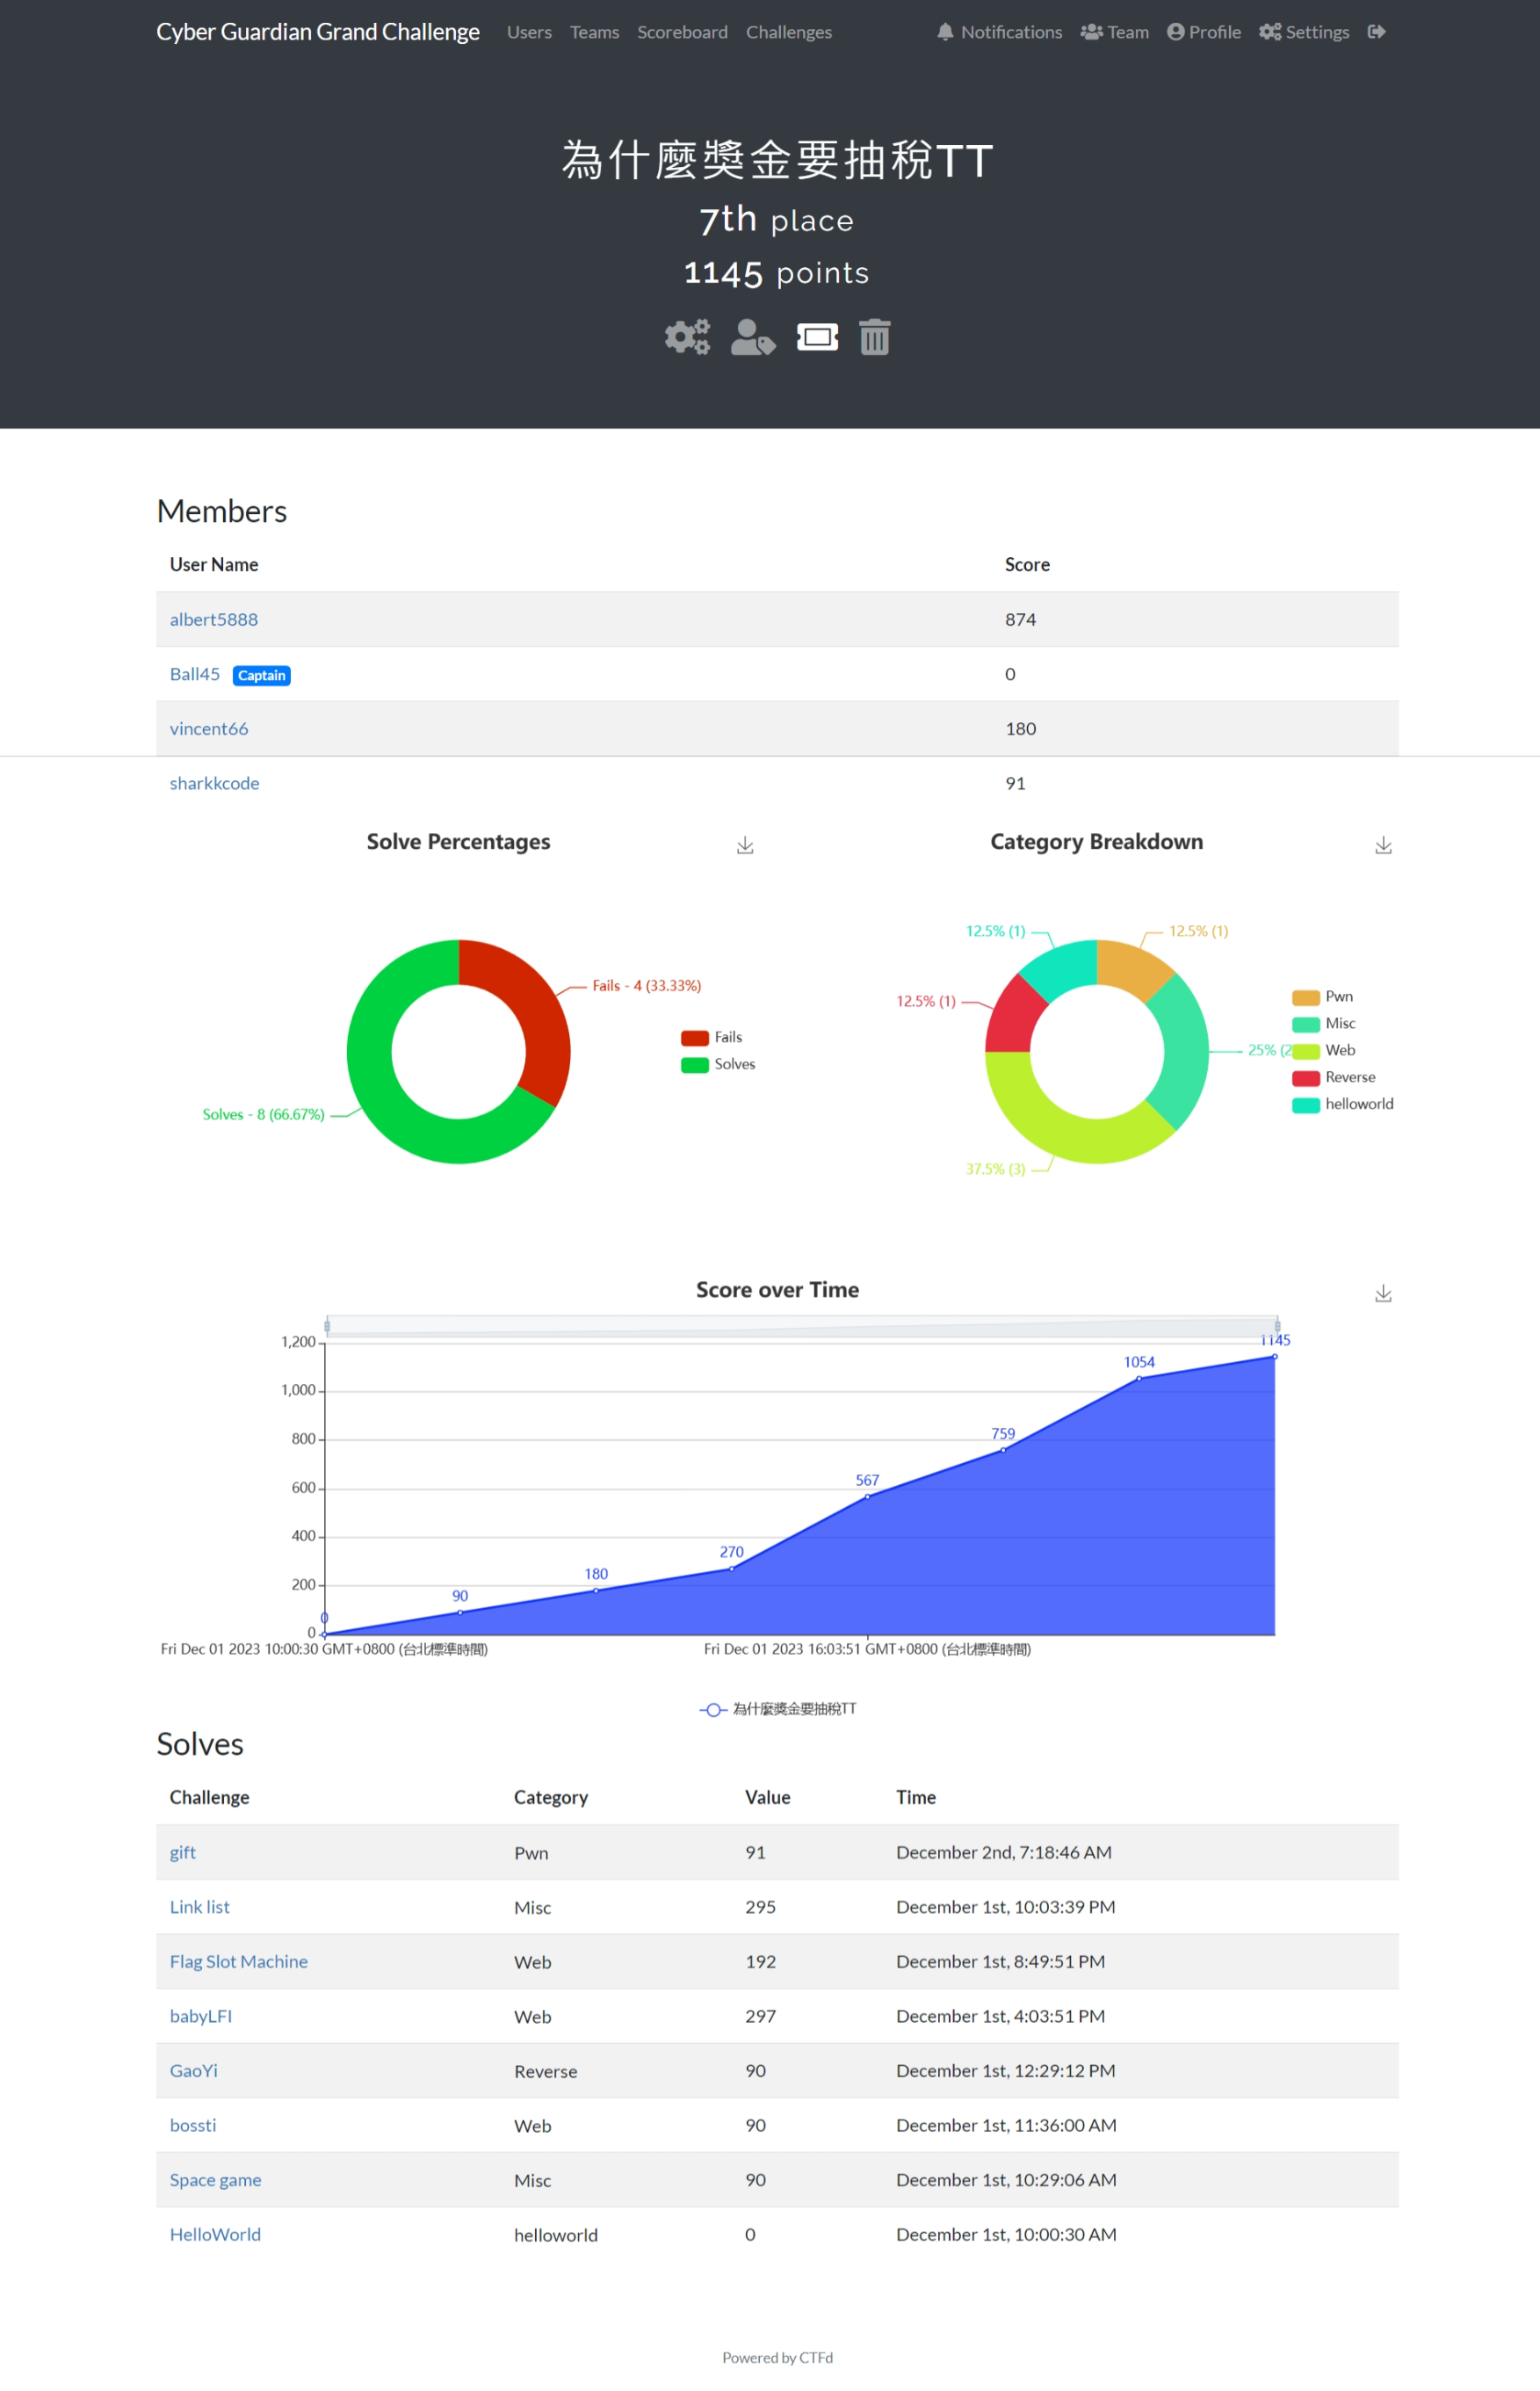 Cyber Guardian Grand Challenge Users Teams Scoreboard Challenges Notifications Team Profile Settings
為什麼獎金要抽稅TT
7th place
1145 points
Members
User Name Score
albert5888 874
Ball45 Captain 0
vincent66 180
sharkkcode 91
Solve Percentages
Fails - 4 (33.33%)
Solves - 8 (66.67%)
Fails
Solves
Category Breakdown
12.5% (1)
12.5% (1)
12.5% (1)
25% (2
37.5% (3)
Pwn
Misc
Web
Reverse
helloworld
Score over Time
1,200
1,000
800
600
400
200
0
0
90
180
270
567
759
1054
1145
Fri Dec 01 2023 10:00:30 GMT+0800 (台北標準時間) Fri Dec 01 2023 16:03:51 GMT+0800 (台北標準時間)
為什麼獎金要抽稅TT
Solves
Challenge Category Value Time
gift Pwn 91 December 2nd, 7:18:46 AM
Link list Misc 295 December 1st, 10:03:39 PM
Flag Slot Machine Web 192 December 1st, 8:49:51 PM
babyLFI Web 297 December 1st, 4:03:51 PM
GaoYi Reverse 90 December 1st, 12:29:12 PM
bossti Web 90 December 1st, 11:36:00 AM
Space game Misc 90 December 1st, 10:29:06 AM
HelloWorld helloworld 0 December 1st, 10:00:30 AM
Powered by CTFd